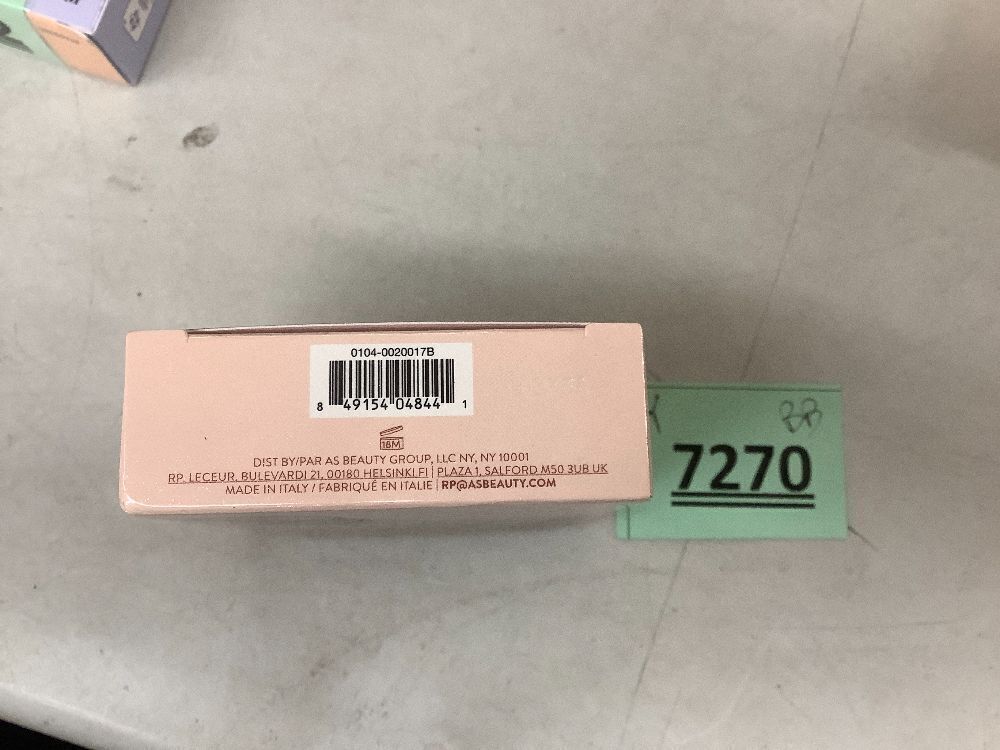 0104-0020017B
8 49154 04844 1
18M
DIST BY/PAR AS BEAUTY GROUP, LLC NY, NY 10001
RP. LECEUR, BULEVARDI 21, 00180 HELSINKI,FI | PLAZA 1, SALFORD M50 3UB UK
MADE IN ITALY / FABRIQUÉ EN ITALIE | RP@ASBEAUTY.COM
BB
7270